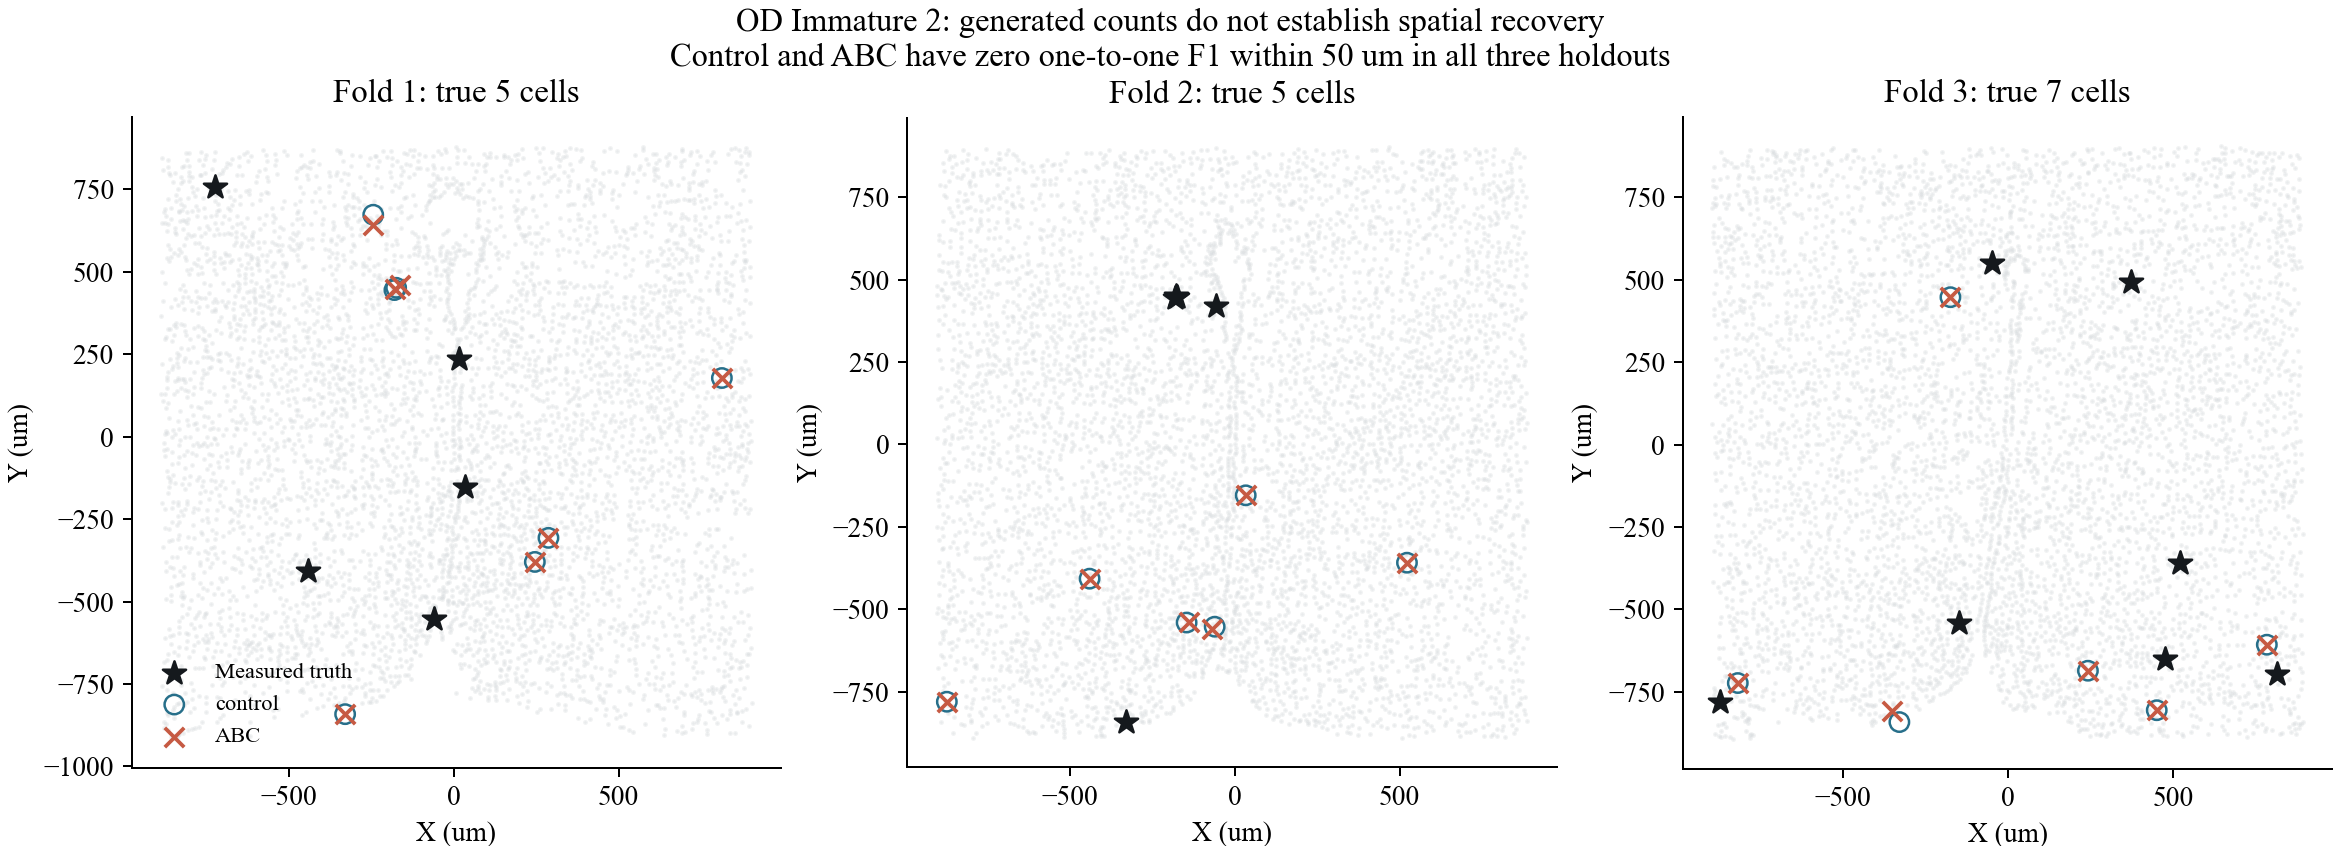 OD Immature 2: generated counts do not establish spatial recovery
Control and ABC have zero one-to-one F1 within 50 um in all three holdouts
Fold 1: true 5 cells
750
500
250
0
−250
−500
−750
−1000
Y (um)
Measured truth
control
ABC
−500
0
500
X (um)
Fold 2: true 5 cells
750
500
250
0
−250
−500
−750
Y (um)
−500
0
500
X (um)
Fold 3: true 7 cells
750
500
250
0
−250
−500
−750
Y (um)
−500
0
500
X (um)